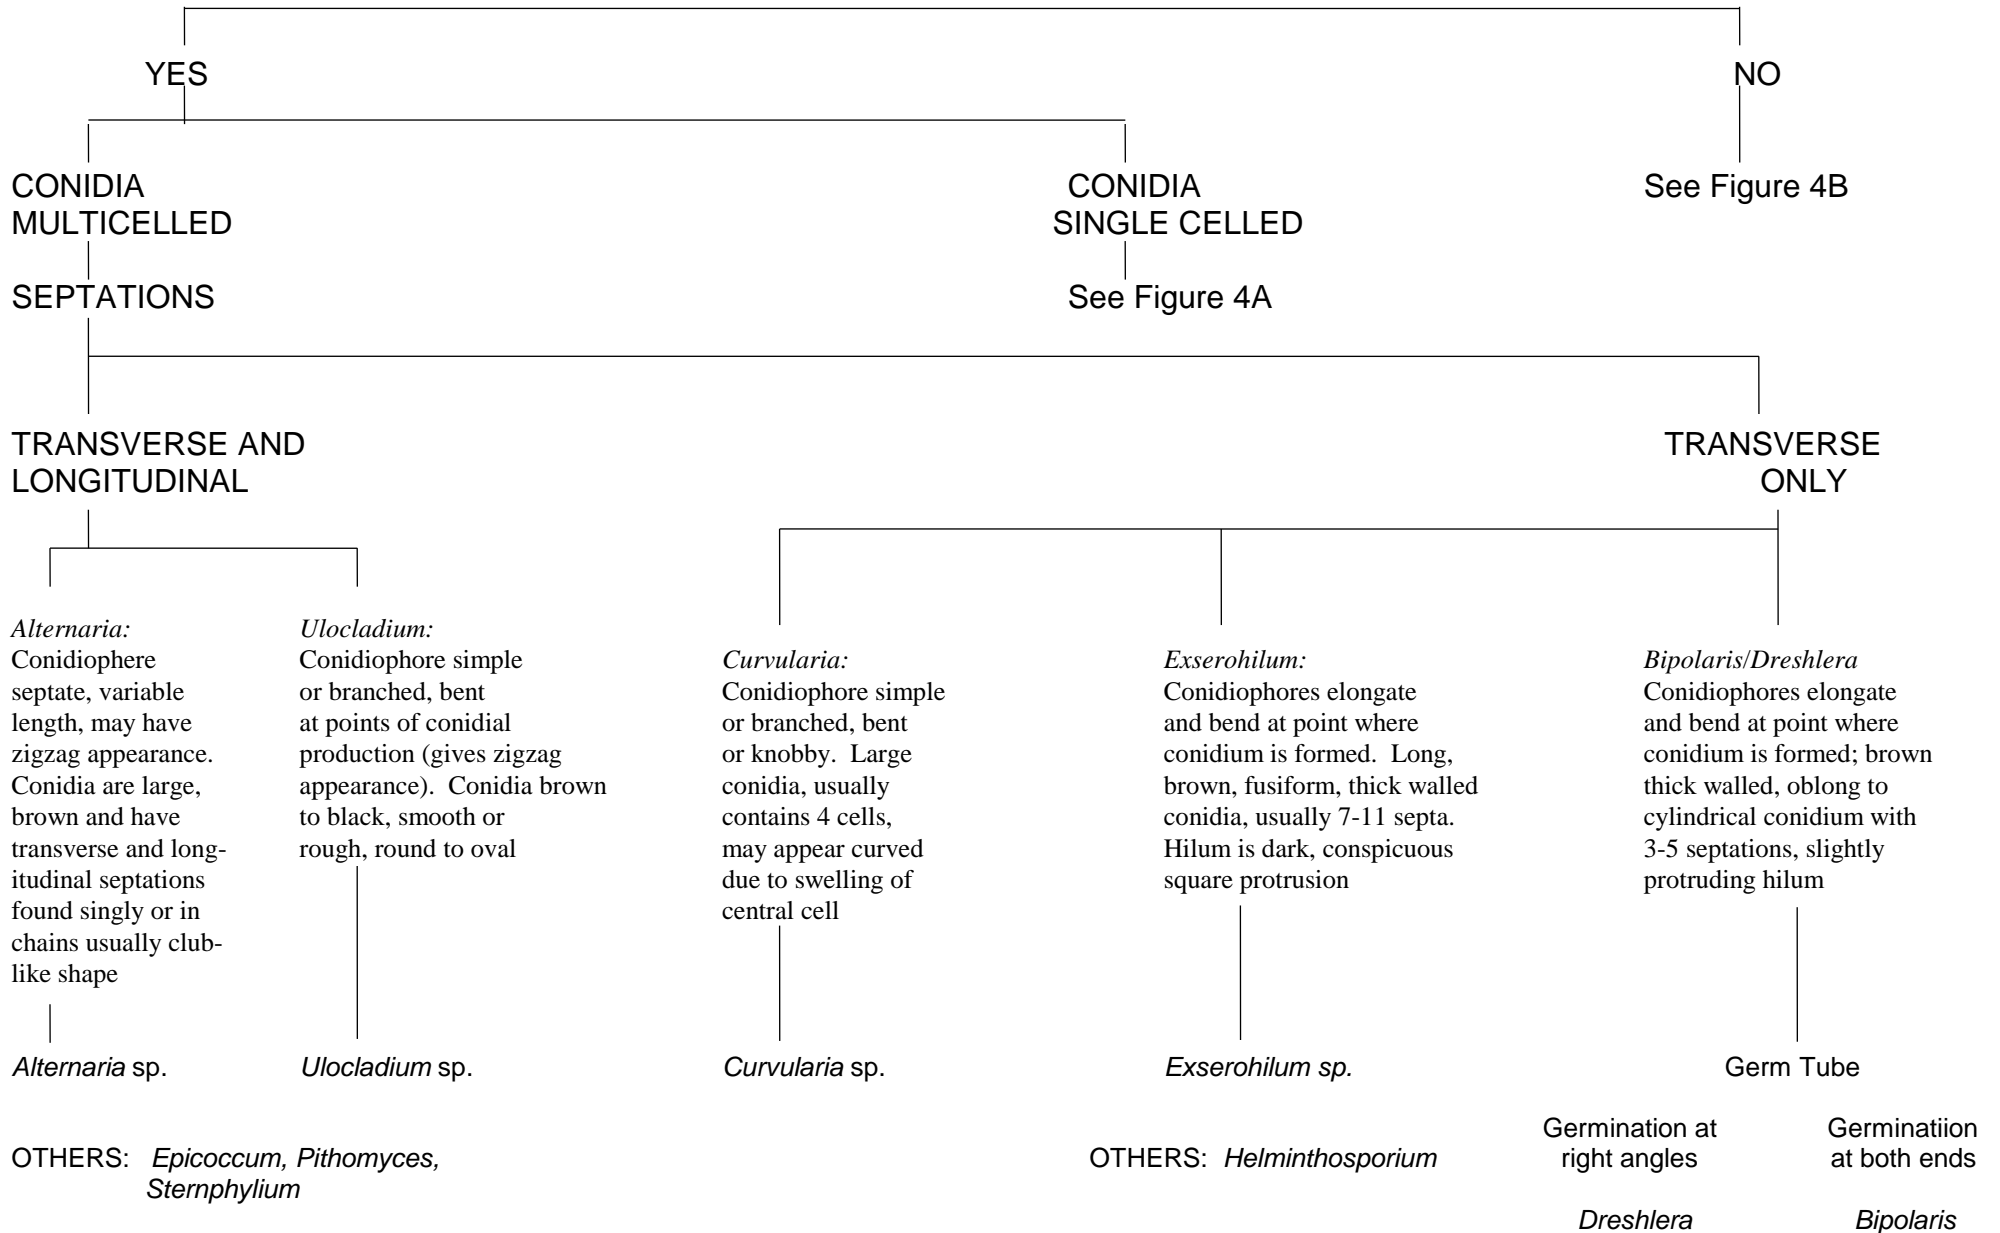 YES
NO
CONIDIA
MULTICELLED
CONIDIA
SINGLE CELLED
See Figure 4B
SEPTATIONS
See Figure 4A
TRANSVERSE AND
LONGITUDINAL
TRANSVERSE
ONLY
Alternaria:
Conidiophere
septate, variable
length, may have
zigzag appearance.
Conidia are large,
brown and have
transverse and long-
itudinal septations
found singly or in
chains usually club-
like shape
Ulocladium:
Conidiophore simple
or branched, bent
at points of conidial
production (gives zigzag
appearance). Conidia brown
to black, smooth or
rough, round to oval
Curvularia:
Conidiophore simple
or branched, bent
or knobby. Large
conidia, usually
contains 4 cells,
may appear curved
due to swelling of
central cell
Exserohilum:
Conidiophores elongate
and bend at point where
conidium is formed. Long,
brown, fusiform, thick walled
conidia, usually 7-11 septa.
Hilum is dark, conspicuous
square protrusion
Bipolaris/Dreshlera
Conidiophores elongate
and bend at point where
conidium is formed; brown
thick walled, oblong to
cylindrical conidium with
3-5 septations, slightly
protruding hilum
Alternaria sp.
Ulocladium sp.
Curvularia sp.
Exserohilum sp.
Germ Tube
OTHERS: Epicoccum, Pithomyces,
Sternphylium
OTHERS: Helminthosporium
Germination at
right angles
Germinatiion
at both ends
Dreshlera
Bipolaris